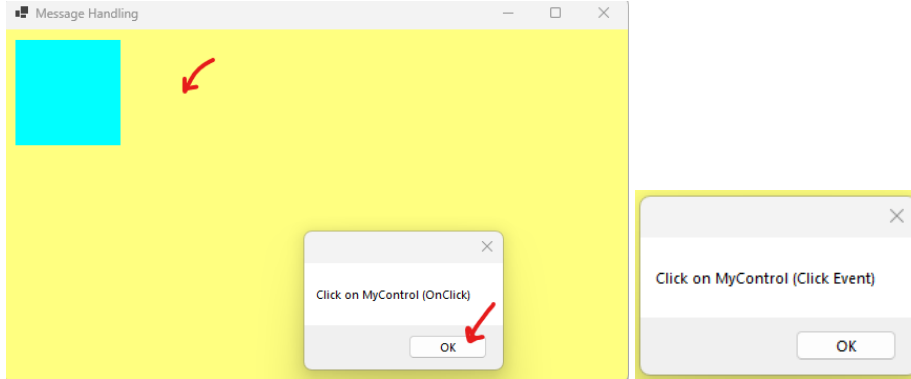 Message Handling
Click on MyControl (OnClick)
OK
Click on MyControl (Click Event)
OK